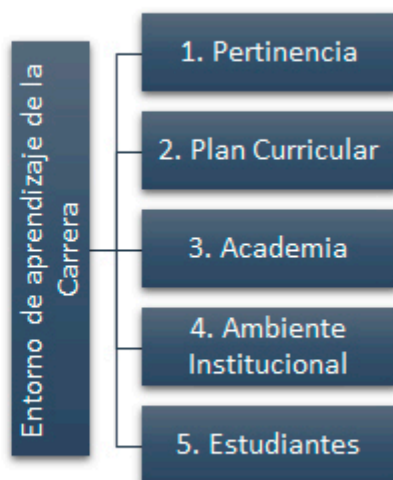 Entorno de aprendizaje de la
Carrera
1. Pertinencia
2. Plan Curricular
3. Academia
4. Ambiente
Institucional
5. Estudiantes